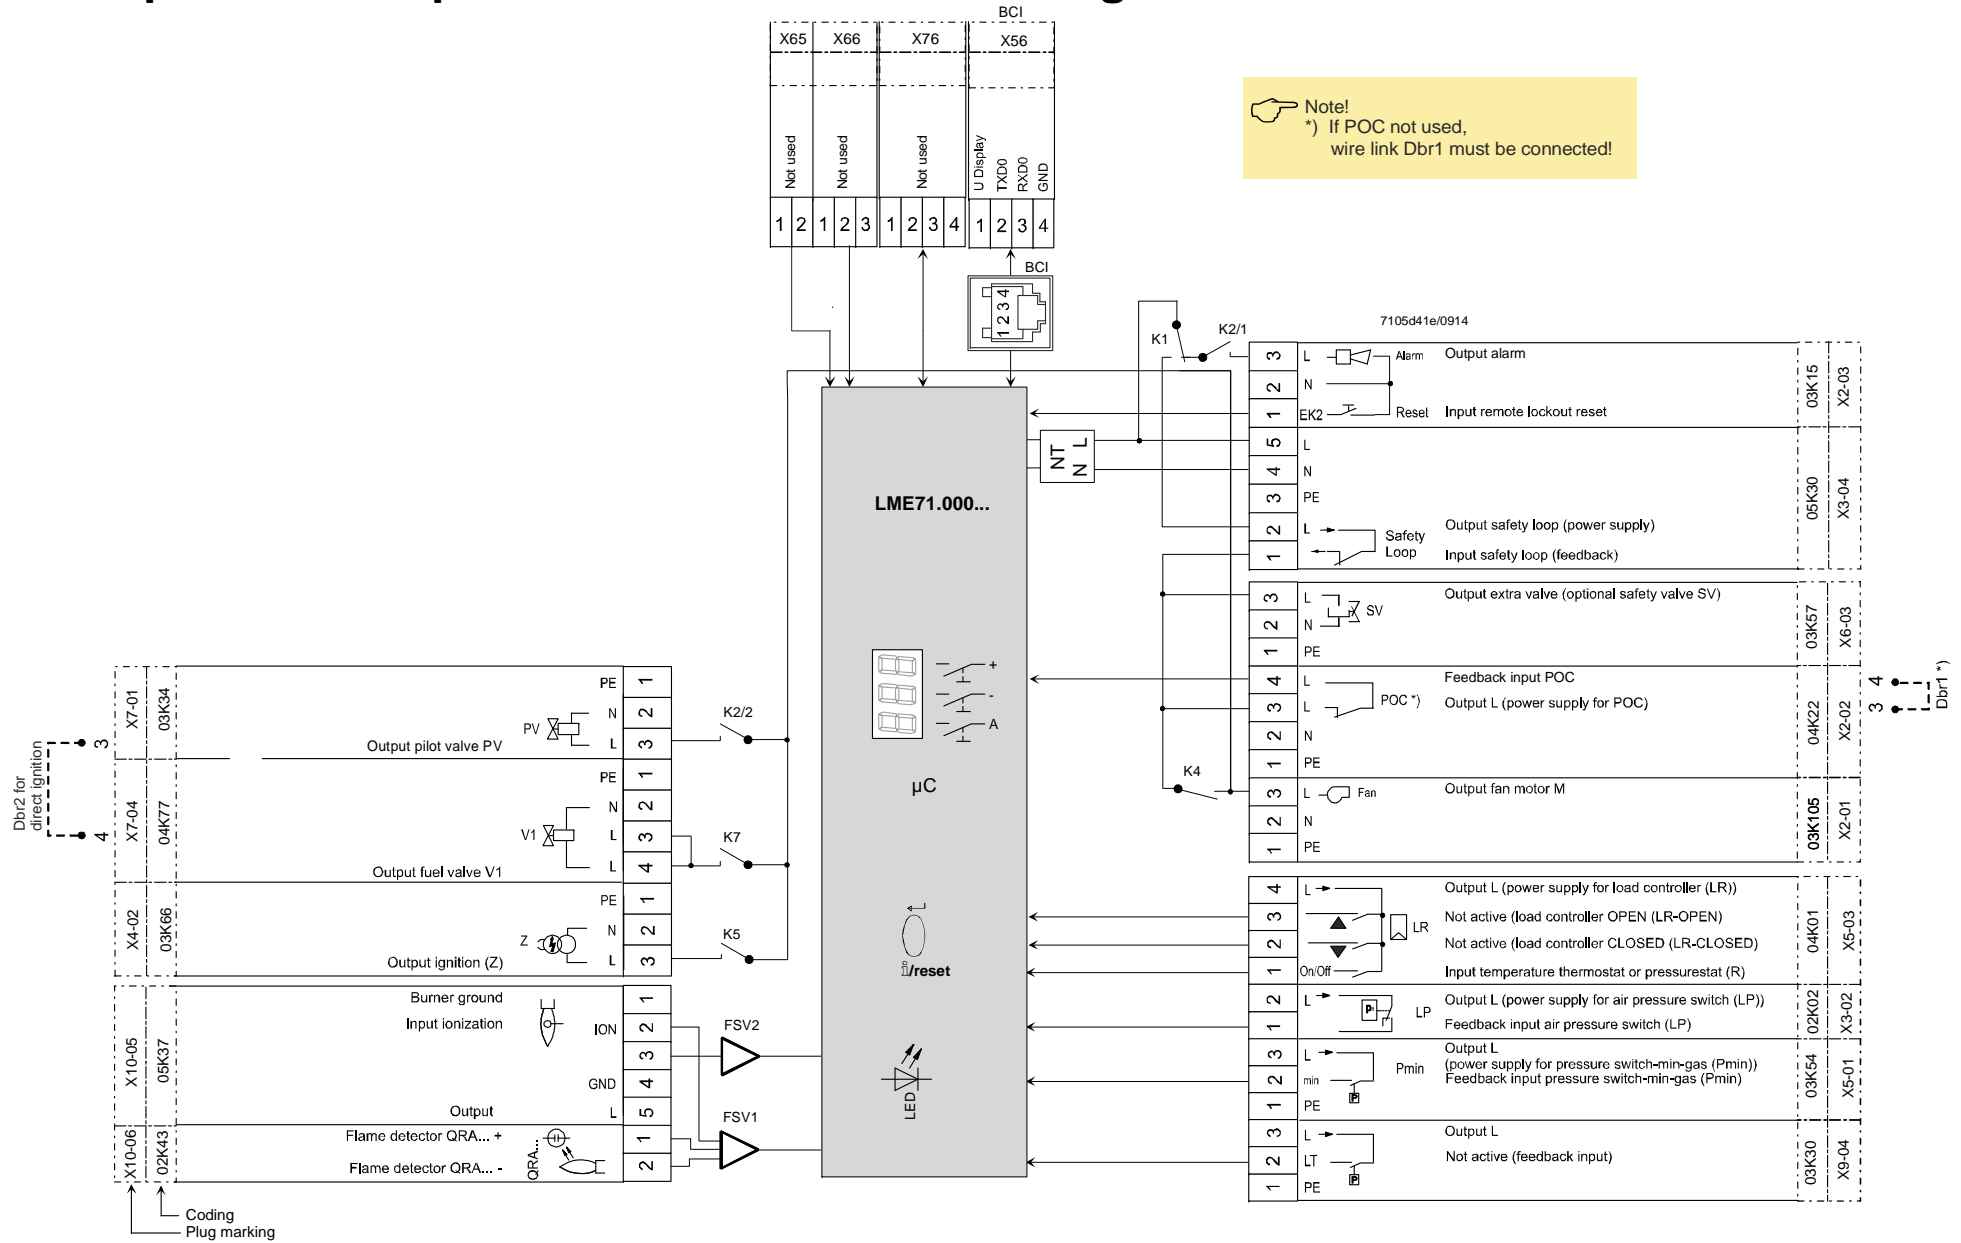 BCI
X65 X66 X76 X56
Not used
Not used
Not used
U Display
TXD0
RXD0
GND
1 2 1 2 3 1 2 3 4 1 2 3 4
BCI
1 2 3 4
Note!
*) If POC not used,
wire link Dbr1 must be connected!
7105d41e/0914
K1
K2/1
3 L Alarm Output alarm
2 N
1 EK2 Reset Input remote lockout reset
03K15 X2-03
5 L
4 N
3 PE
2 L Output safety loop (power supply)
Safety
Loop
1 Input safety loop (feedback)
05K30 X3-04
NT
N L
LME71.000...
+
-
A
µC
i/reset
LED
3 L SV Output extra valve (optional safety valve SV)
2 N
1 PE
03K57 X6-03
4 L Feedback input POC
3 L POC *) Output L (power supply for POC)
2 N
1 PE
04K22 X2-02
4
3
Dbr1 *)
K4
3 L Fan Output fan motor M
2 N
1 PE
03K105 X2-01
4 L Output L (power supply for load controller (LR))
3 Not active (load controller OPEN (LR-OPEN)
LR
2 Not active (load controller CLOSED (LR-CLOSED)
1 On/Off Input temperature thermostat or pressurestat (R)
04K01 X5-03
2 L Output L (power supply for air pressure switch (LP))
P LP
1 Feedback input air pressure switch (LP)
02K02 X3-02
3 L Output L
Pmin (power supply for pressure switch-min-gas (Pmin))
2 min Feedback input pressure switch-min-gas (Pmin)
P
1 PE
03K54 X5-01
3 L Output L
2 LT Not active (feedback input)
P
1 PE
03K30 X9-04
Dbr2 for
direct ignition
3
4
X7-01 03K34
PE 1
PV N 2
Output pilot valve PV L 3
K2/2
X7-04 04K77
PE 1
N 2
V1 L 3
Output fuel valve V1 L 4
K7
X4-02 03K66
PE 1
Z N 2
Output ignition (Z) L 3
K5
X10-05 05K37
Burner ground 1
Input ionization ION 2
3
GND 4
Output L 5
FSV2
X10-06 02K43
Flame detector QRA... + 1
QRA...
Flame detector QRA... - 2
FSV1
Coding
Plug marking